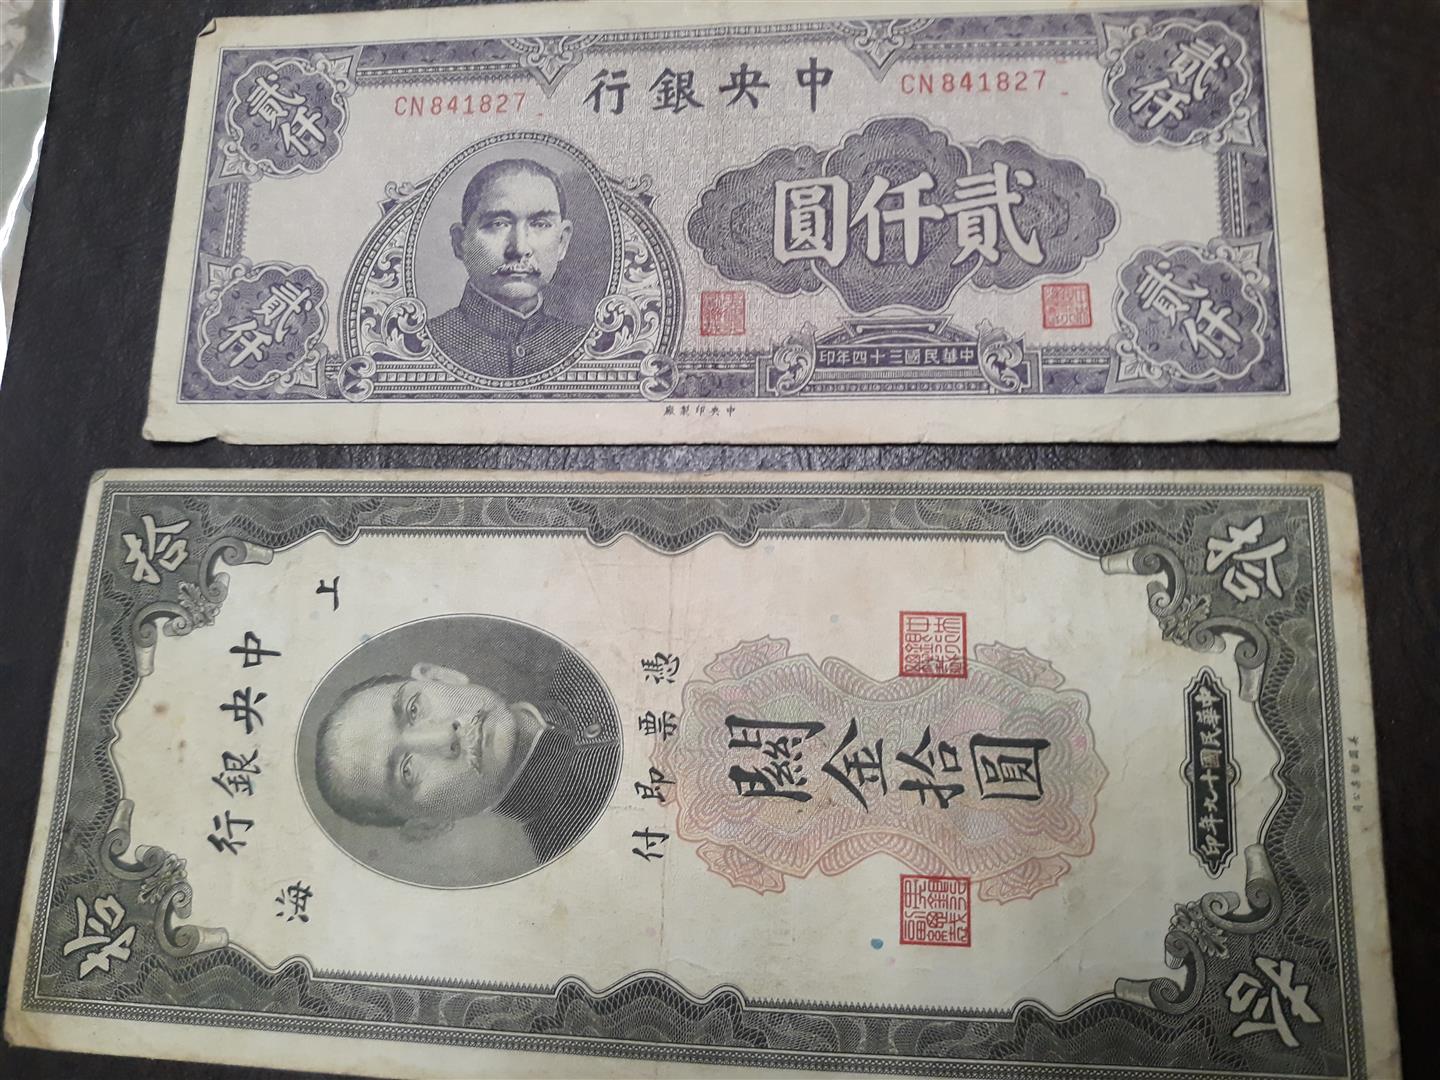 貳仟
CN841827
中央銀行
CN841827
貳仟
貳仟圓
中華民國三十四年印
貳仟
貳仟
中央印製廠
拾
拾
上海
中央銀行
憑票即付
關金拾圓
中華民國十九年印
拾
拾